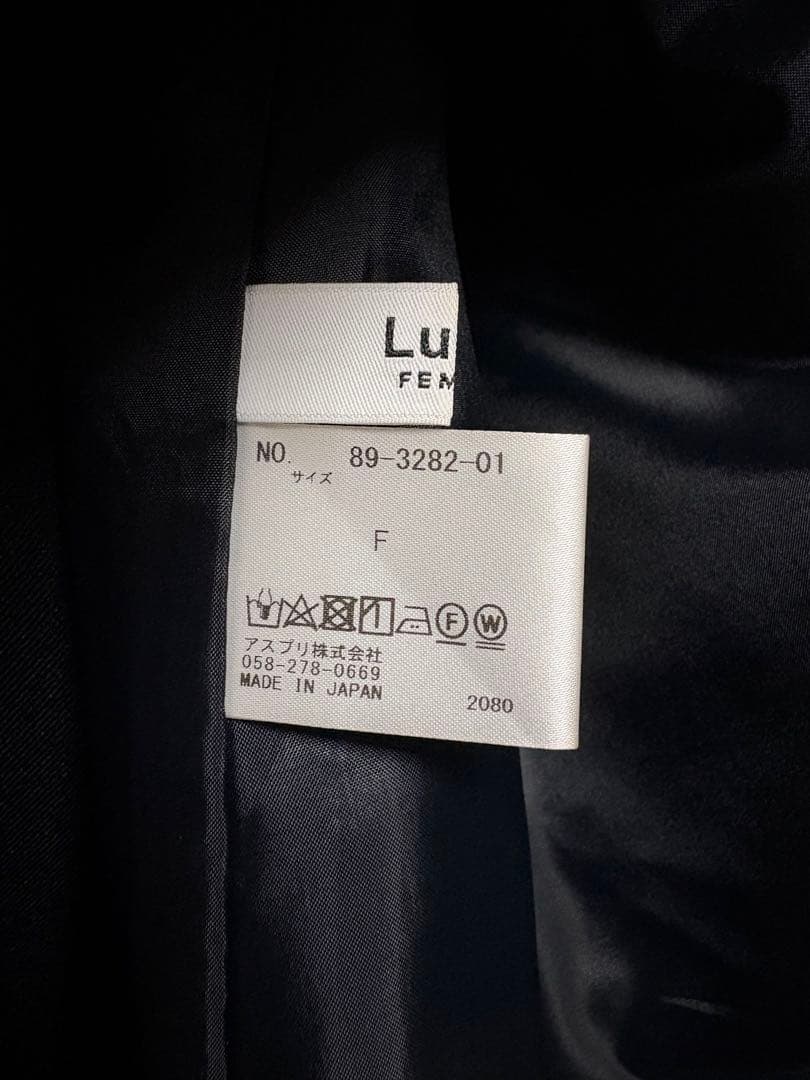 Lu
FEM
NO. 89-3282-01
サイズ
F
F W
アスプリ株式会社
058-278-0669
MADE IN JAPAN
2080